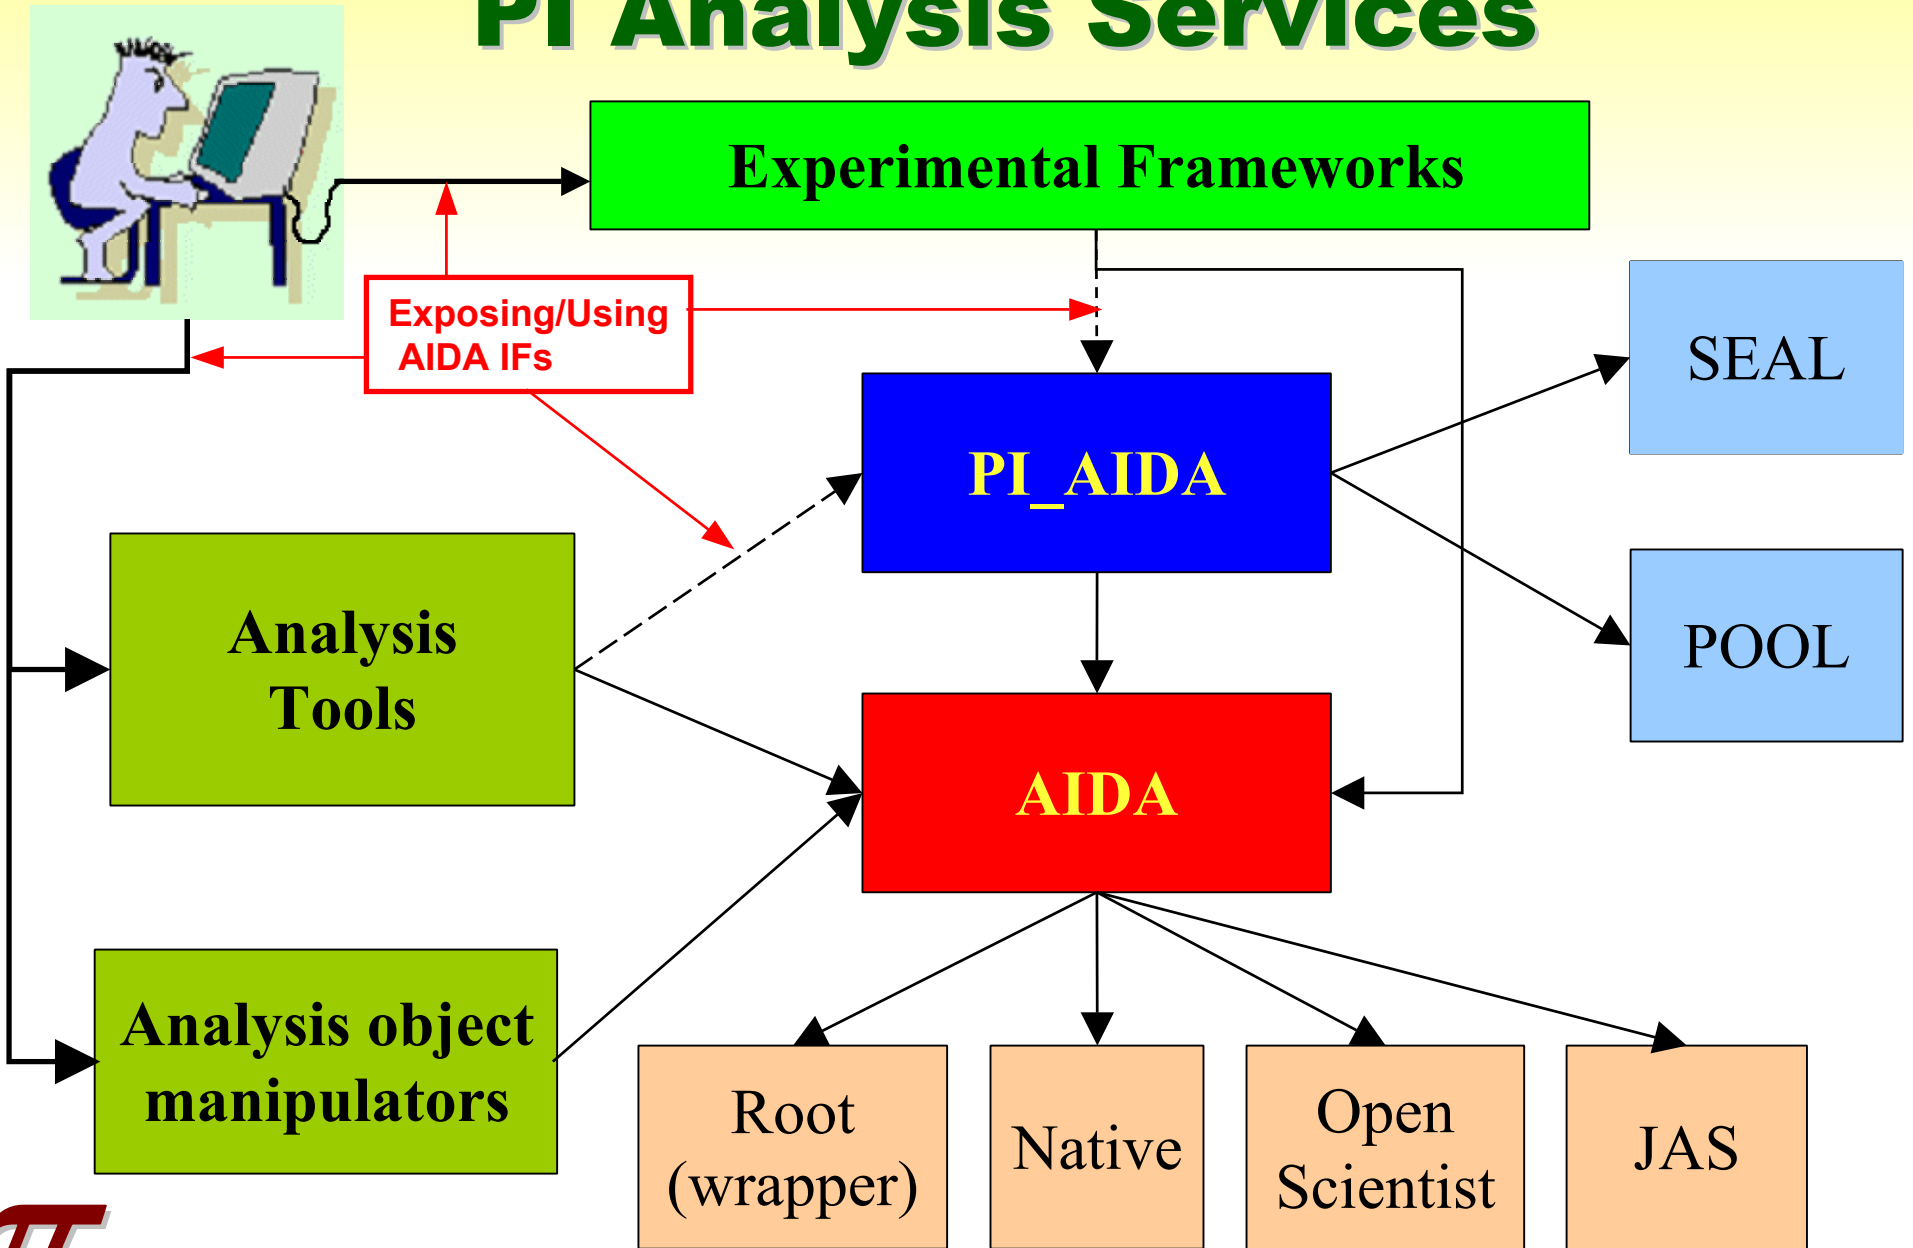 PI Analysis Services
Experimental Frameworks
Exposing/Using
AIDA IFs
SEAL
PI_AIDA
POOL
Analysis
Tools
AIDA
Analysis object
manipulators
Root
(wrapper)
Native
Open
Scientist
JAS
π